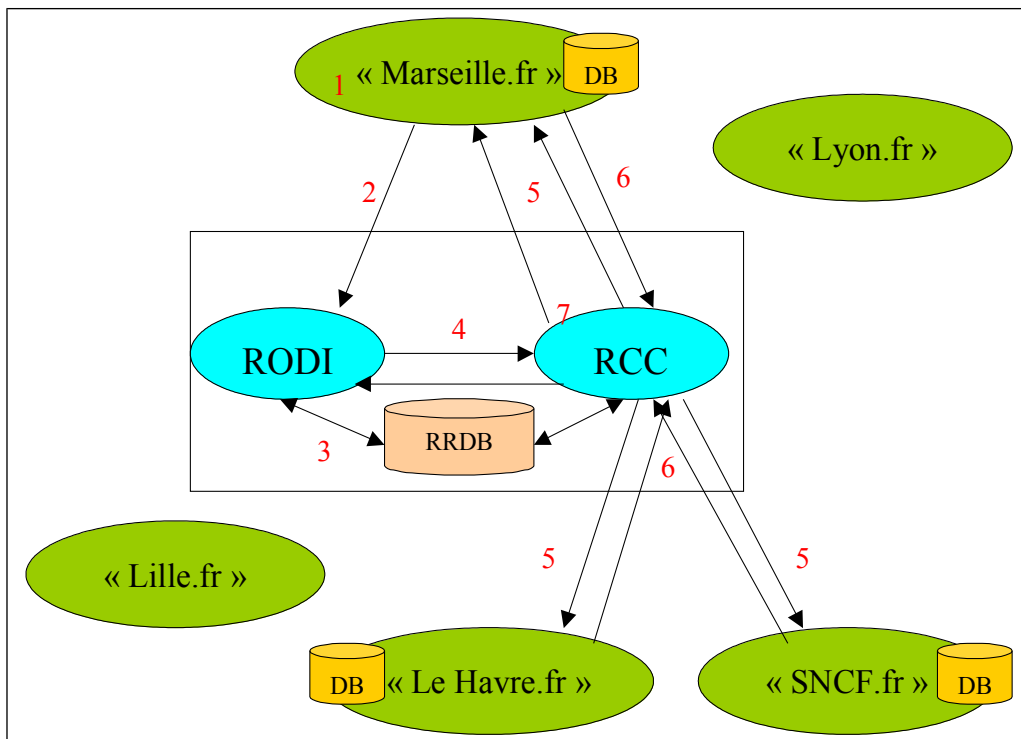 1 « Marseille.fr »
DB
« Lyon.fr »
2
5
6
7
4
RODI
RCC
3
RRDB
6
5
5
« Lille.fr »
DB
« Le Havre.fr »
« SNCF.fr »
DB